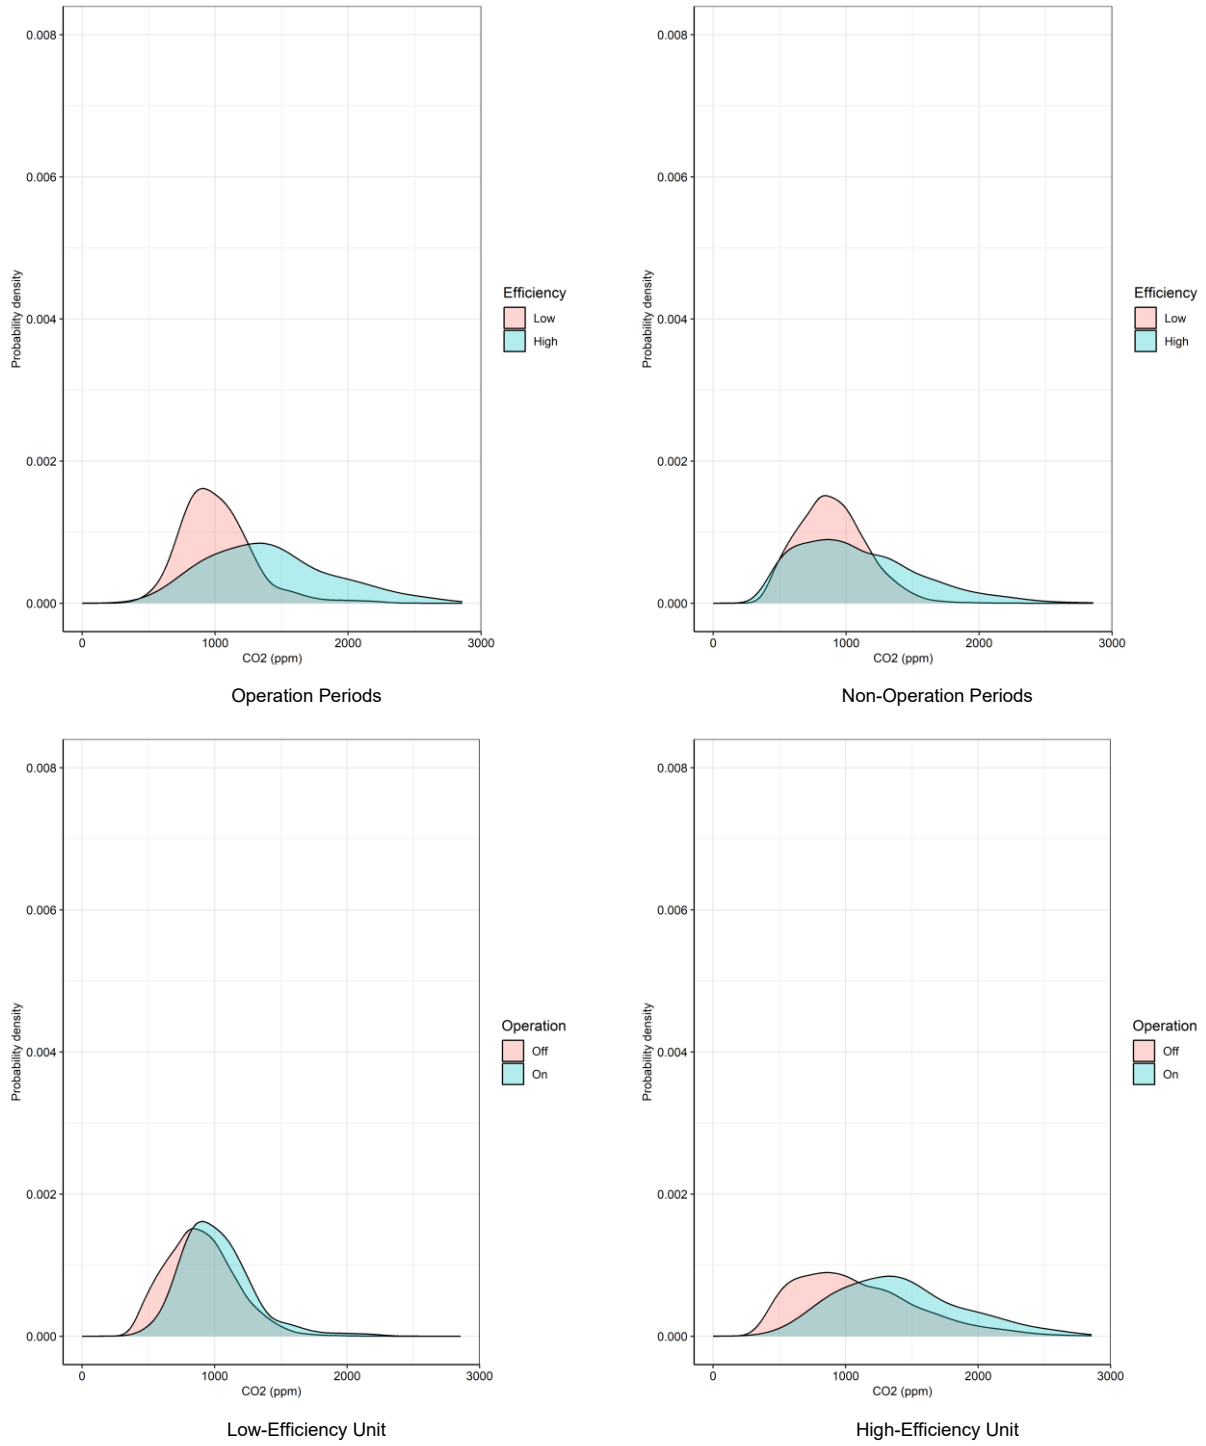 0.008
0.006
0.004
0.002
0.000
Probability density
0 1000 2000 3000
CO2 (ppm)
Efficiency
Low
High
Operation Periods
0.008
0.006
0.004
0.002
0.000
Probability density
0 1000 2000 3000
CO2 (ppm)
Efficiency
Low
High
Non-Operation Periods
0.008
0.006
0.004
0.002
0.000
Probability density
0 1000 2000 3000
CO2 (ppm)
Operation
Off
On
Low-Efficiency Unit
0.008
0.006
0.004
0.002
0.000
Probability density
0 1000 2000 3000
CO2 (ppm)
Operation
Off
On
High-Efficiency Unit